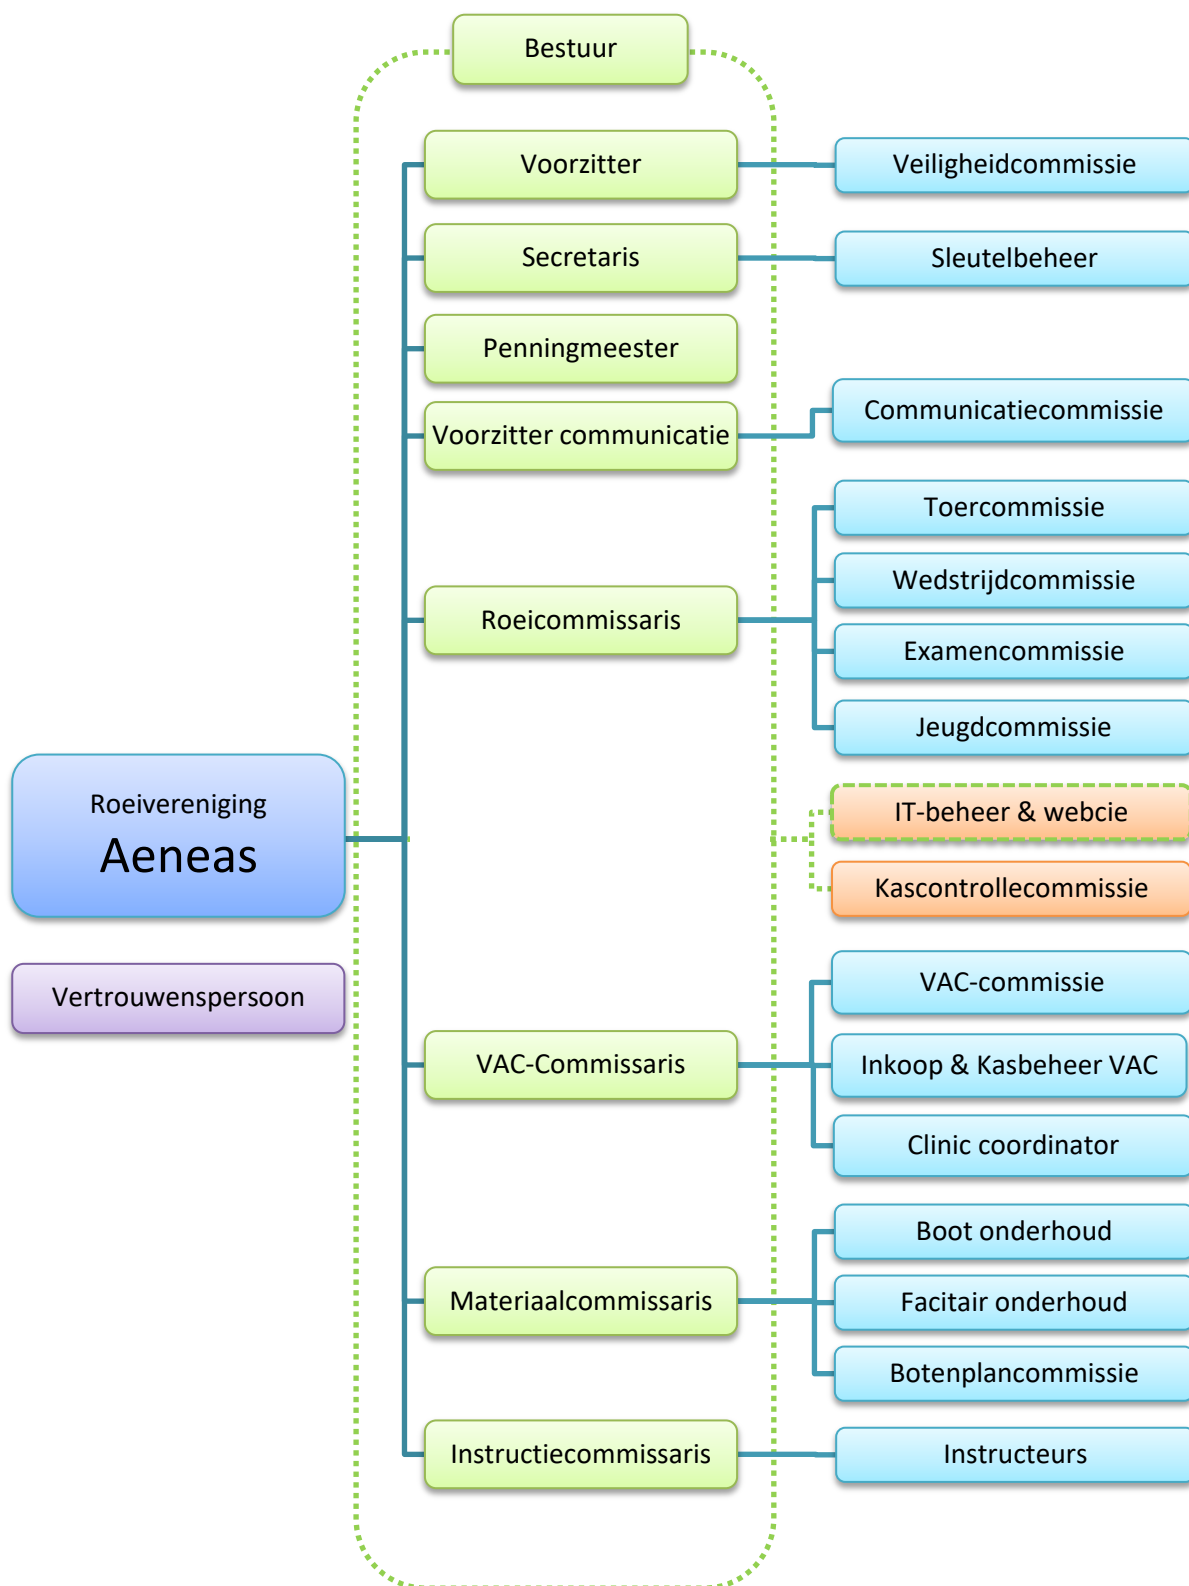 Bestuur
Voorzitter
Veiligheidcommissie
Secretaris
Sleutelbeheer
Penningmeester
Voorzitter communicatie
Communicatiecommissie
Roeicommissaris
Toercommissie
Wedstrijdcommissie
Examencommissie
Jeugdcommissie
Roeivereniging
Aeneas
IT-beheer & webcie
Kascontrollecommissie
Vertrouwenspersoon
VAC-Commissaris
VAC-commissie
Inkoop & Kasbeheer VAC
Clinic coordinator
Materiaalcommissaris
Boot onderhoud
Facitair onderhoud
Botenplancommissie
Instructiecommissaris
Instructeurs